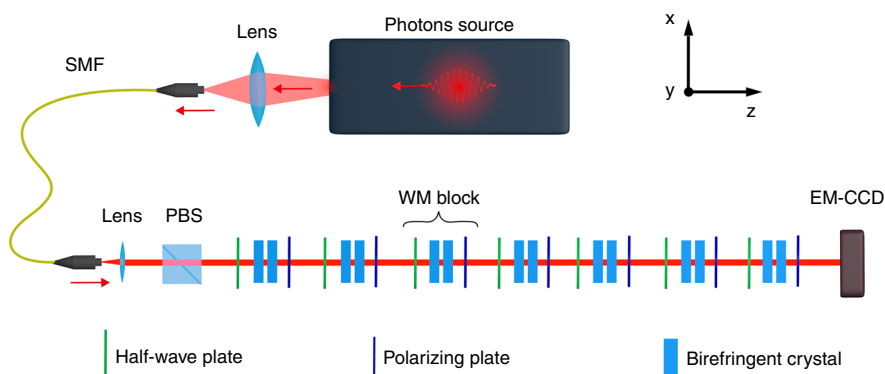 Photons source
Lens
SMF
x
y
z
WM block
EM-CCD
Lens
PBS
Half-wave plate
Polarizing plate
Birefringent crystal